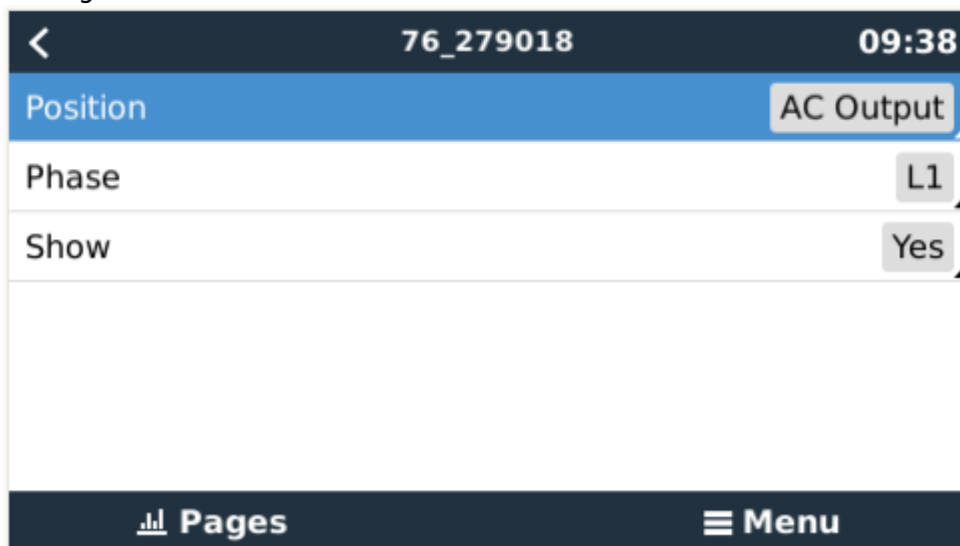 76_279018 09:38
Position AC Output
Phase L1
Show Yes
Pages Menu